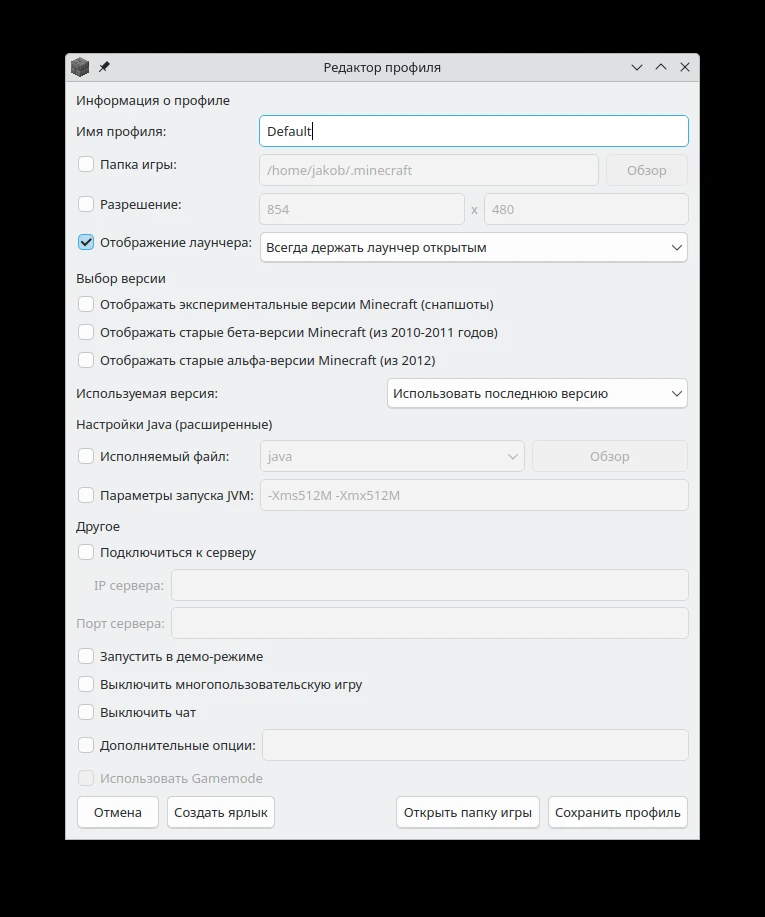 Редактор профиля
Информация о профиле
Имя профиля: Default
Папка игры: /home/jakob/.minecraft Обзор
Разрешение: 854 x 480
Отображение лаунчера: Всегда держать лаунчер открытым
Выбор версии
Отображать экспериментальные версии Minecraft (снапшоты)
Отображать старые бета-версии Minecraft (из 2010-2011 годов)
Отображать старые альфа-версии Minecraft (из 2012)
Используемая версия: Использовать последнюю версию
Настройки Java (расширенные)
Исполняемый файл: java Обзор
Параметры запуска JVM: -Xms512M -Xmx512M
Другое
Подключиться к серверу
IP сервера:
Порт сервера:
Запустить в демо-режиме
Выключить многопользовательскую игру
Выключить чат
Дополнительные опции:
Использовать Gamemode
Отмена Создать ярлык Открыть папку игры Сохранить профиль